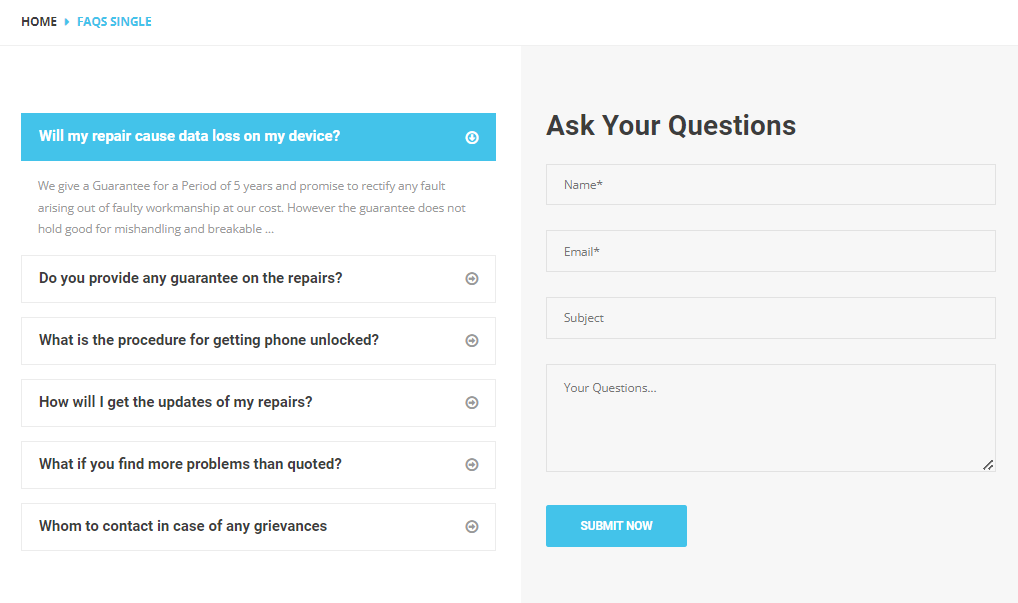 HOME FAQS SINGLE
Will my repair cause data loss on my device?
We give a Guarantee for a Period of 5 years and promise to rectify any fault
arising out of faulty workmanship at our cost. However the guarantee does not
hold good for mishandling and breakable ...
Do you provide any guarantee on the repairs?
What is the procedure for getting phone unlocked?
How will I get the updates of my repairs?
What if you find more problems than quoted?
Whom to contact in case of any grievances
Ask Your Questions
Name*
Email*
Subject
Your Questions...
SUBMIT NOW